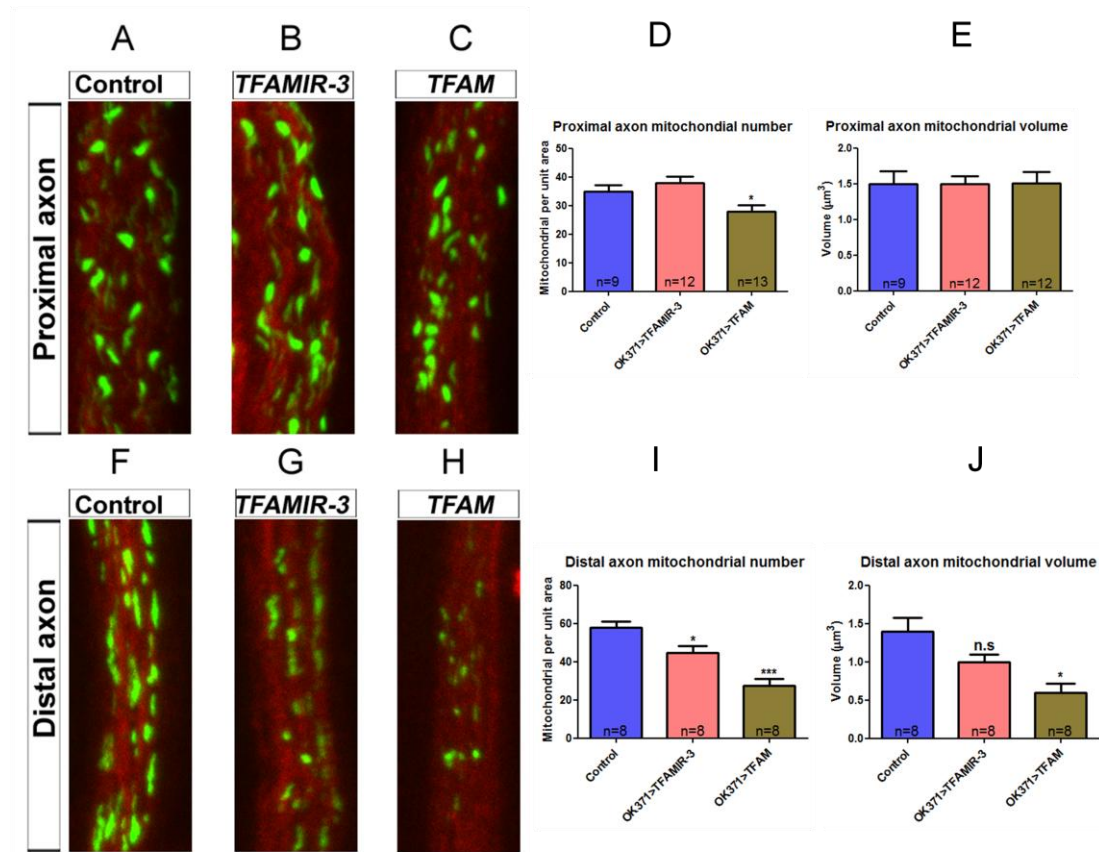 A
B
C
D
E
Control
TFAMIR-3
TFAM
Proximal axon
Proximal axon mitochondial number
Mitochondrial per unit area
50
40
30
20
10
0
*
n=9
n=12
n=13
Control
OK371>TFAMIR-3
OK371>TFAM
Proximal axon mitochondrial volume
Volume (µm³)
2.0
1.5
1.0
0.5
0.0
n=9
n=12
n=12
Control
OK371>TFAMIR-3
OK371>TFAM
F
G
H
I
J
Control
TFAMIR-3
TFAM
Distal axon
Distal axon mitochondrial number
Mitochondrial per unit area
80
60
40
20
0
*
***
n=8
n=8
n=8
Control
OK371>TFAMIR-3
OK371>TFAM
Distal axon mitochondrial volume
Volume (µm³)
2.0
1.5
1.0
0.5
0.0
n.s
*
n=8
n=8
n=8
Control
OK371>TFAMIR-3
OK371>TFAM